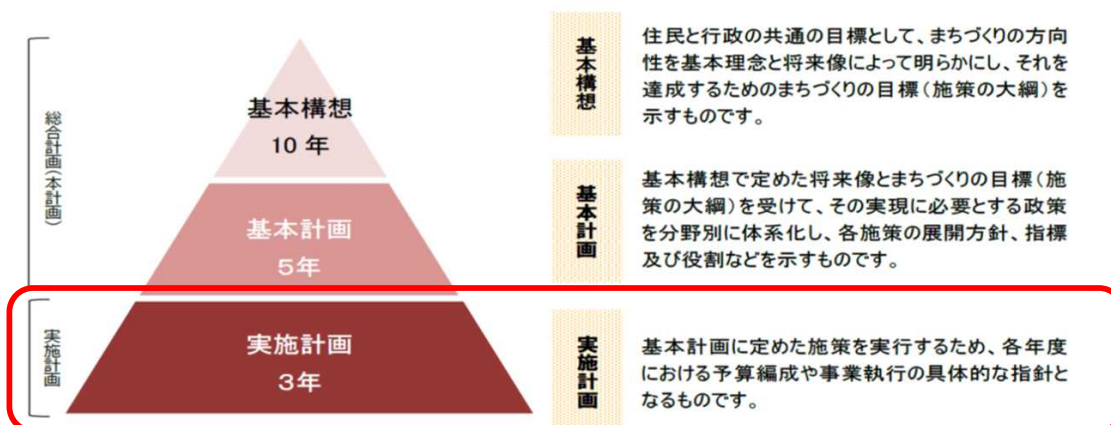 総合計画(本計画)
基本構想
10 年
基本計画
5年
実施計画
実施計画
3年
基本構想
住民と行政の共通の目標として、まちづくりの方向
性を基本理念と将来像によって明らかにし、それを
達成するためのまちづくりの目標(施策の大綱)を
示すものです。
基本計画
基本構想で定めた将来像とまちづくりの目標(施
策の大綱)を受けて、その実現に必要とする政策
を分野別に体系化し、各施策の展開方針、指標
及び役割などを示すものです。
実施計画
基本計画に定めた施策を実行するため、各年度
における予算編成や事業執行の具体的な指針と
なるものです。